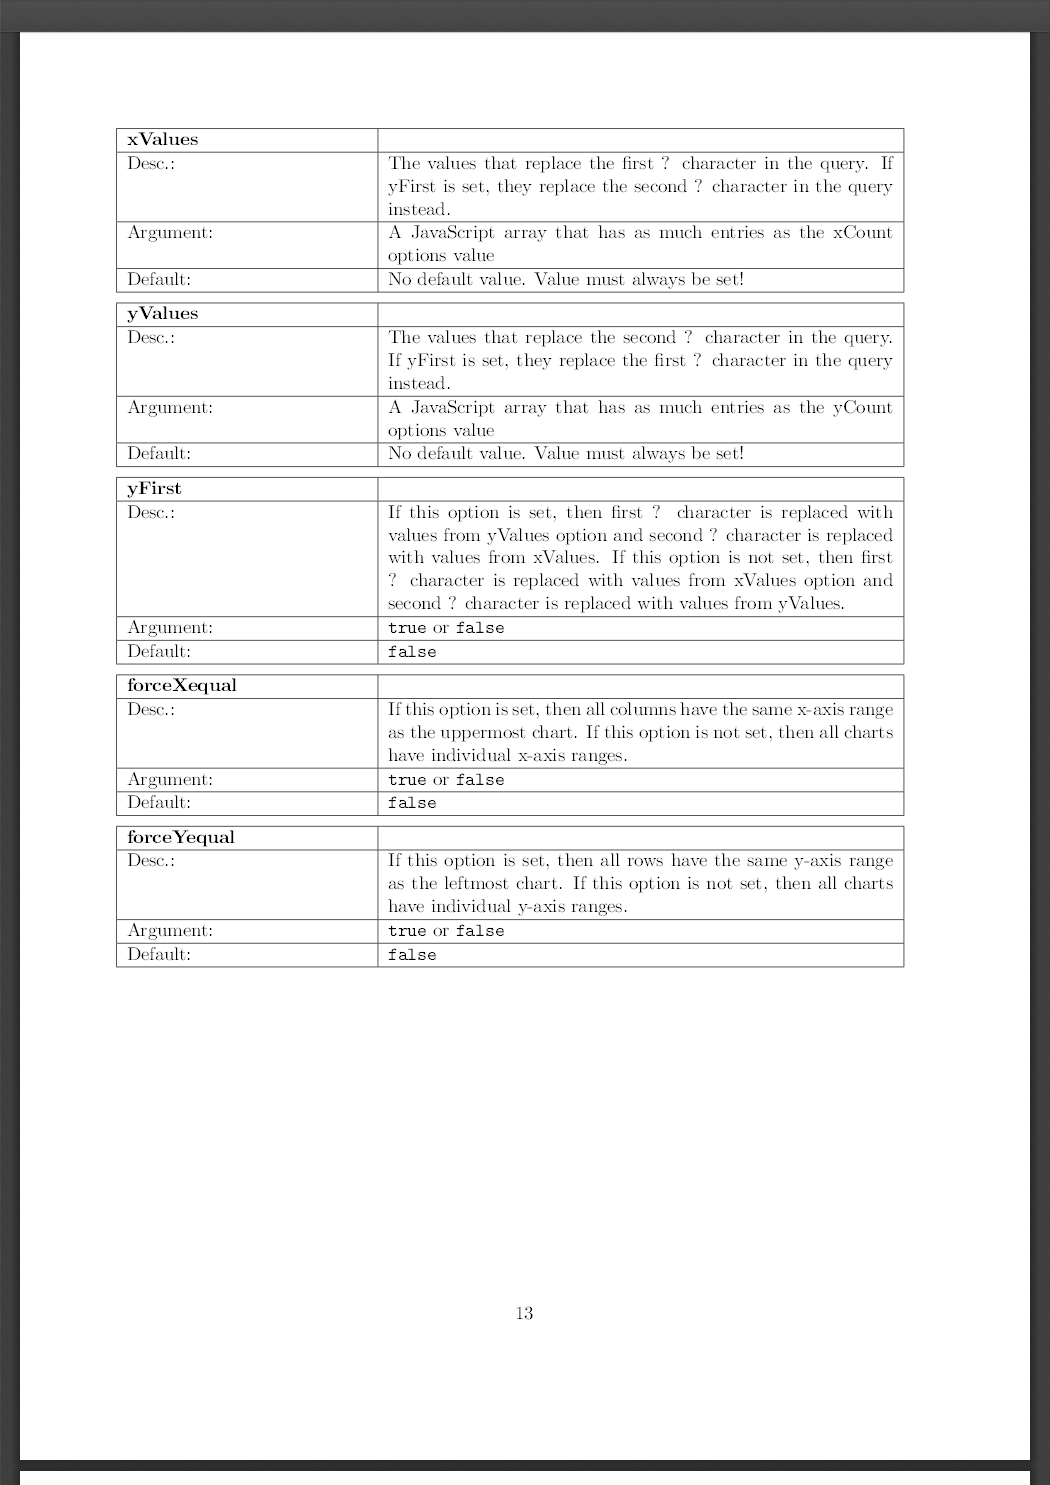 xValues
Desc.: The values that replace the first ? character in the query. If
yFirst is set, they replace the second ? character in the query
instead.
Argument: A JavaScript array that has as much entries as the xCount
options value
Default: No default value. Value must always be set!
yValues
Desc.: The values that replace the second ? character in the query.
If yFirst is set, they replace the first ? character in the query
instead.
Argument: A JavaScript array that has as much entries as the yCount
options value
Default: No default value. Value must always be set!
yFirst
Desc.: If this option is set, then first ? character is replaced with
values from yValues option and second ? character is replaced
with values from xValues. If this option is not set, then first
? character is replaced with values from xValues option and
second ? character is replaced with values from yValues.
Argument: true or false
Default: false
forceXequal
Desc.: If this option is set, then all columns have the same x-axis range
as the uppermost chart. If this option is not set, then all charts
have individual x-axis ranges.
Argument: true or false
Default: false
forceYequal
Desc.: If this option is set, then all rows have the same y-axis range
as the leftmost chart. If this option is not set, then all charts
have individual y-axis ranges.
Argument: true or false
Default: false
13